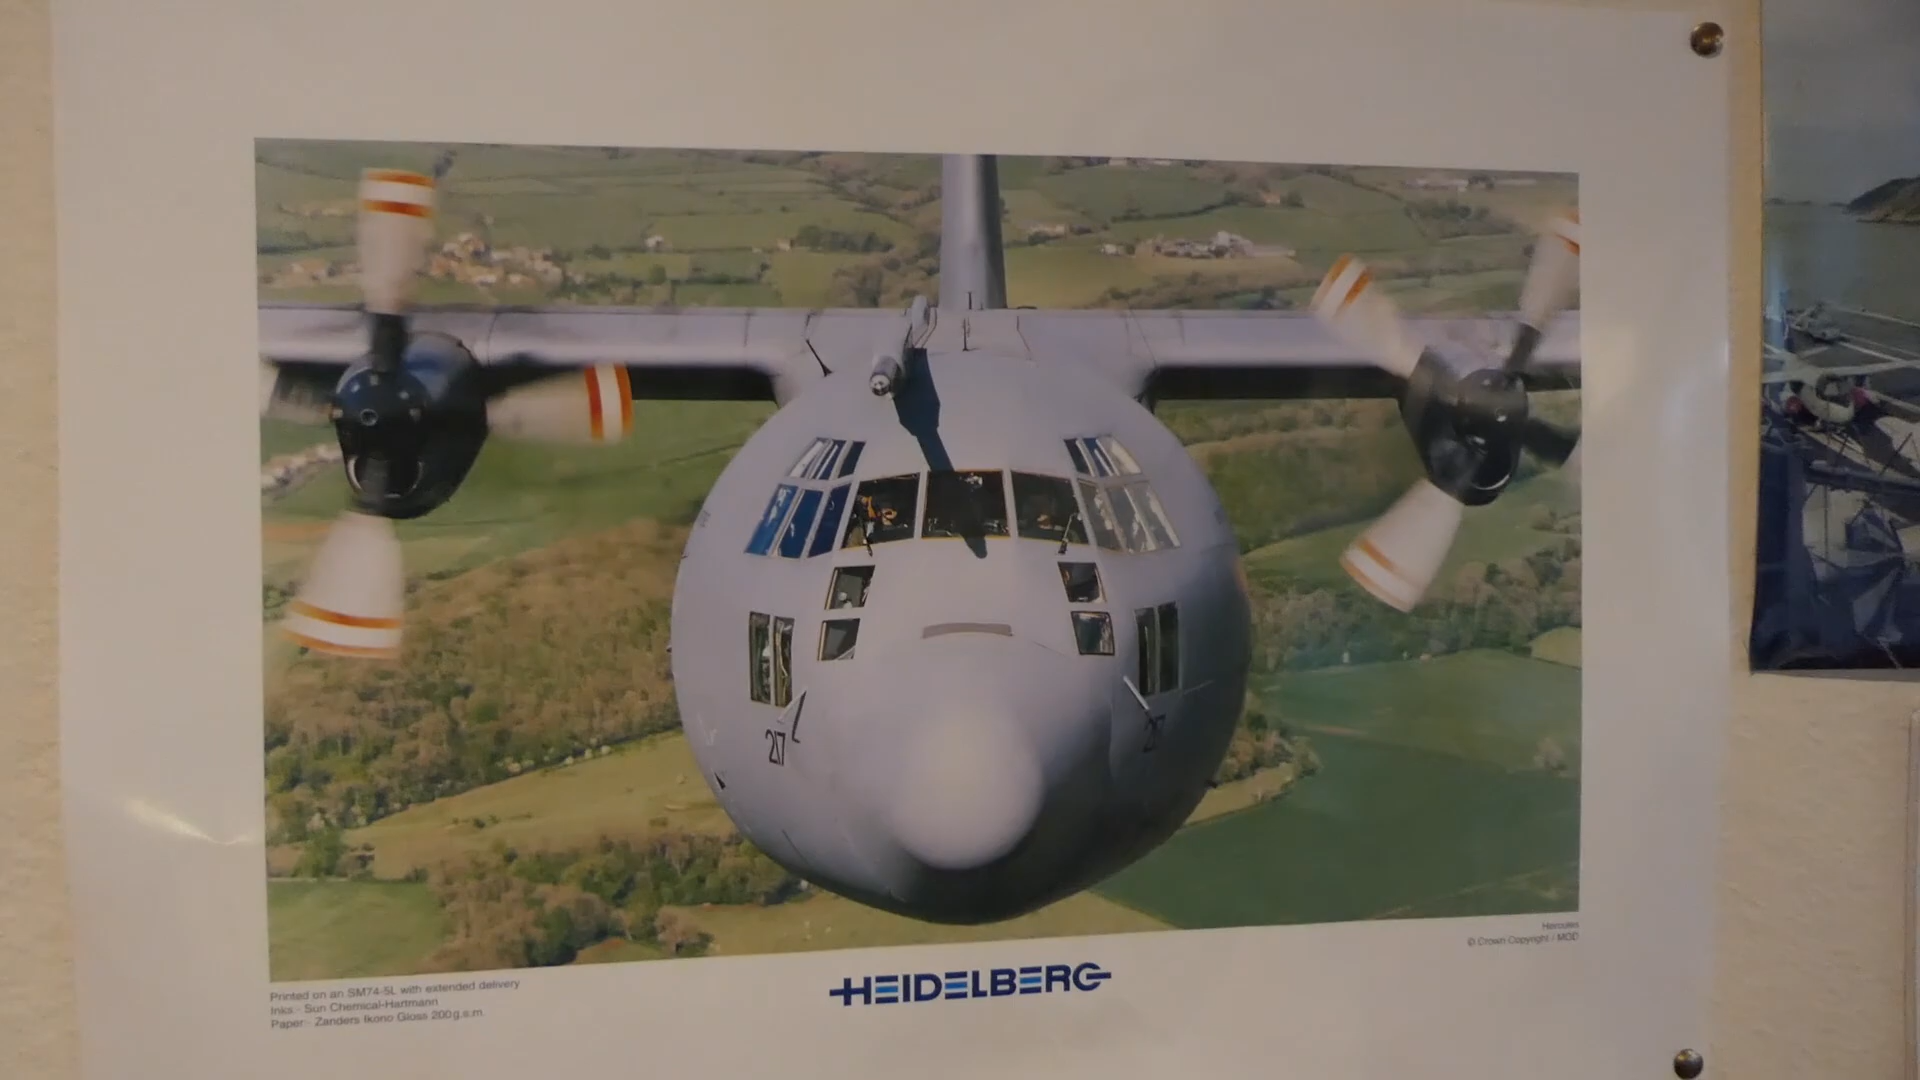 217
217
Hercules
© Crown Copyright / MOD
HEIDELBERG
Printed on an SM74-5L with extended delivery
Inks:- Sun Chemical-Hartmann
Paper:- Zanders Ikono Gloss 200g.s.m.